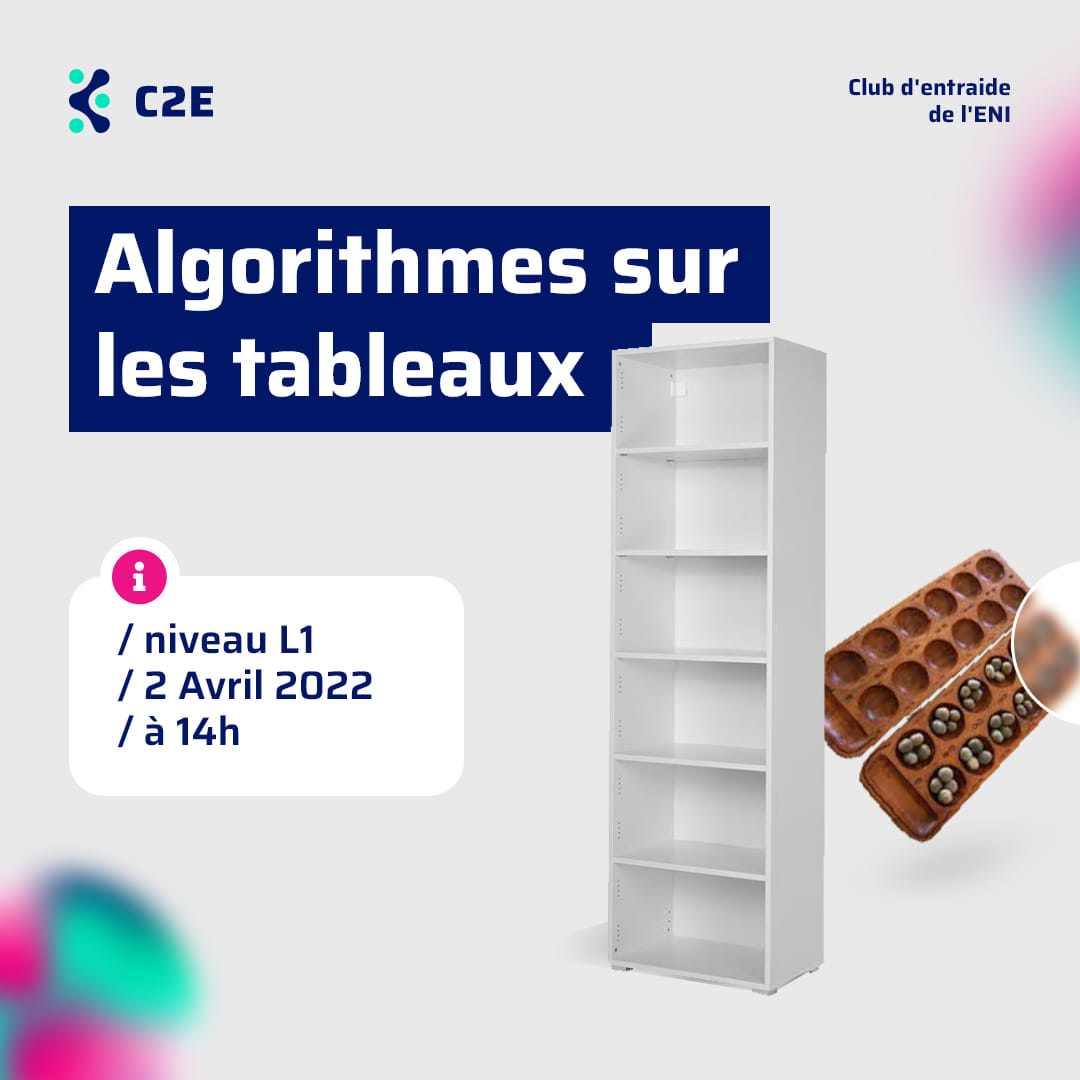 C2E
Club d'entraide
de l'ENI
Algorithmes sur
les tableaux
/ niveau L1
/ 2 Avril 2022
/ à 14h